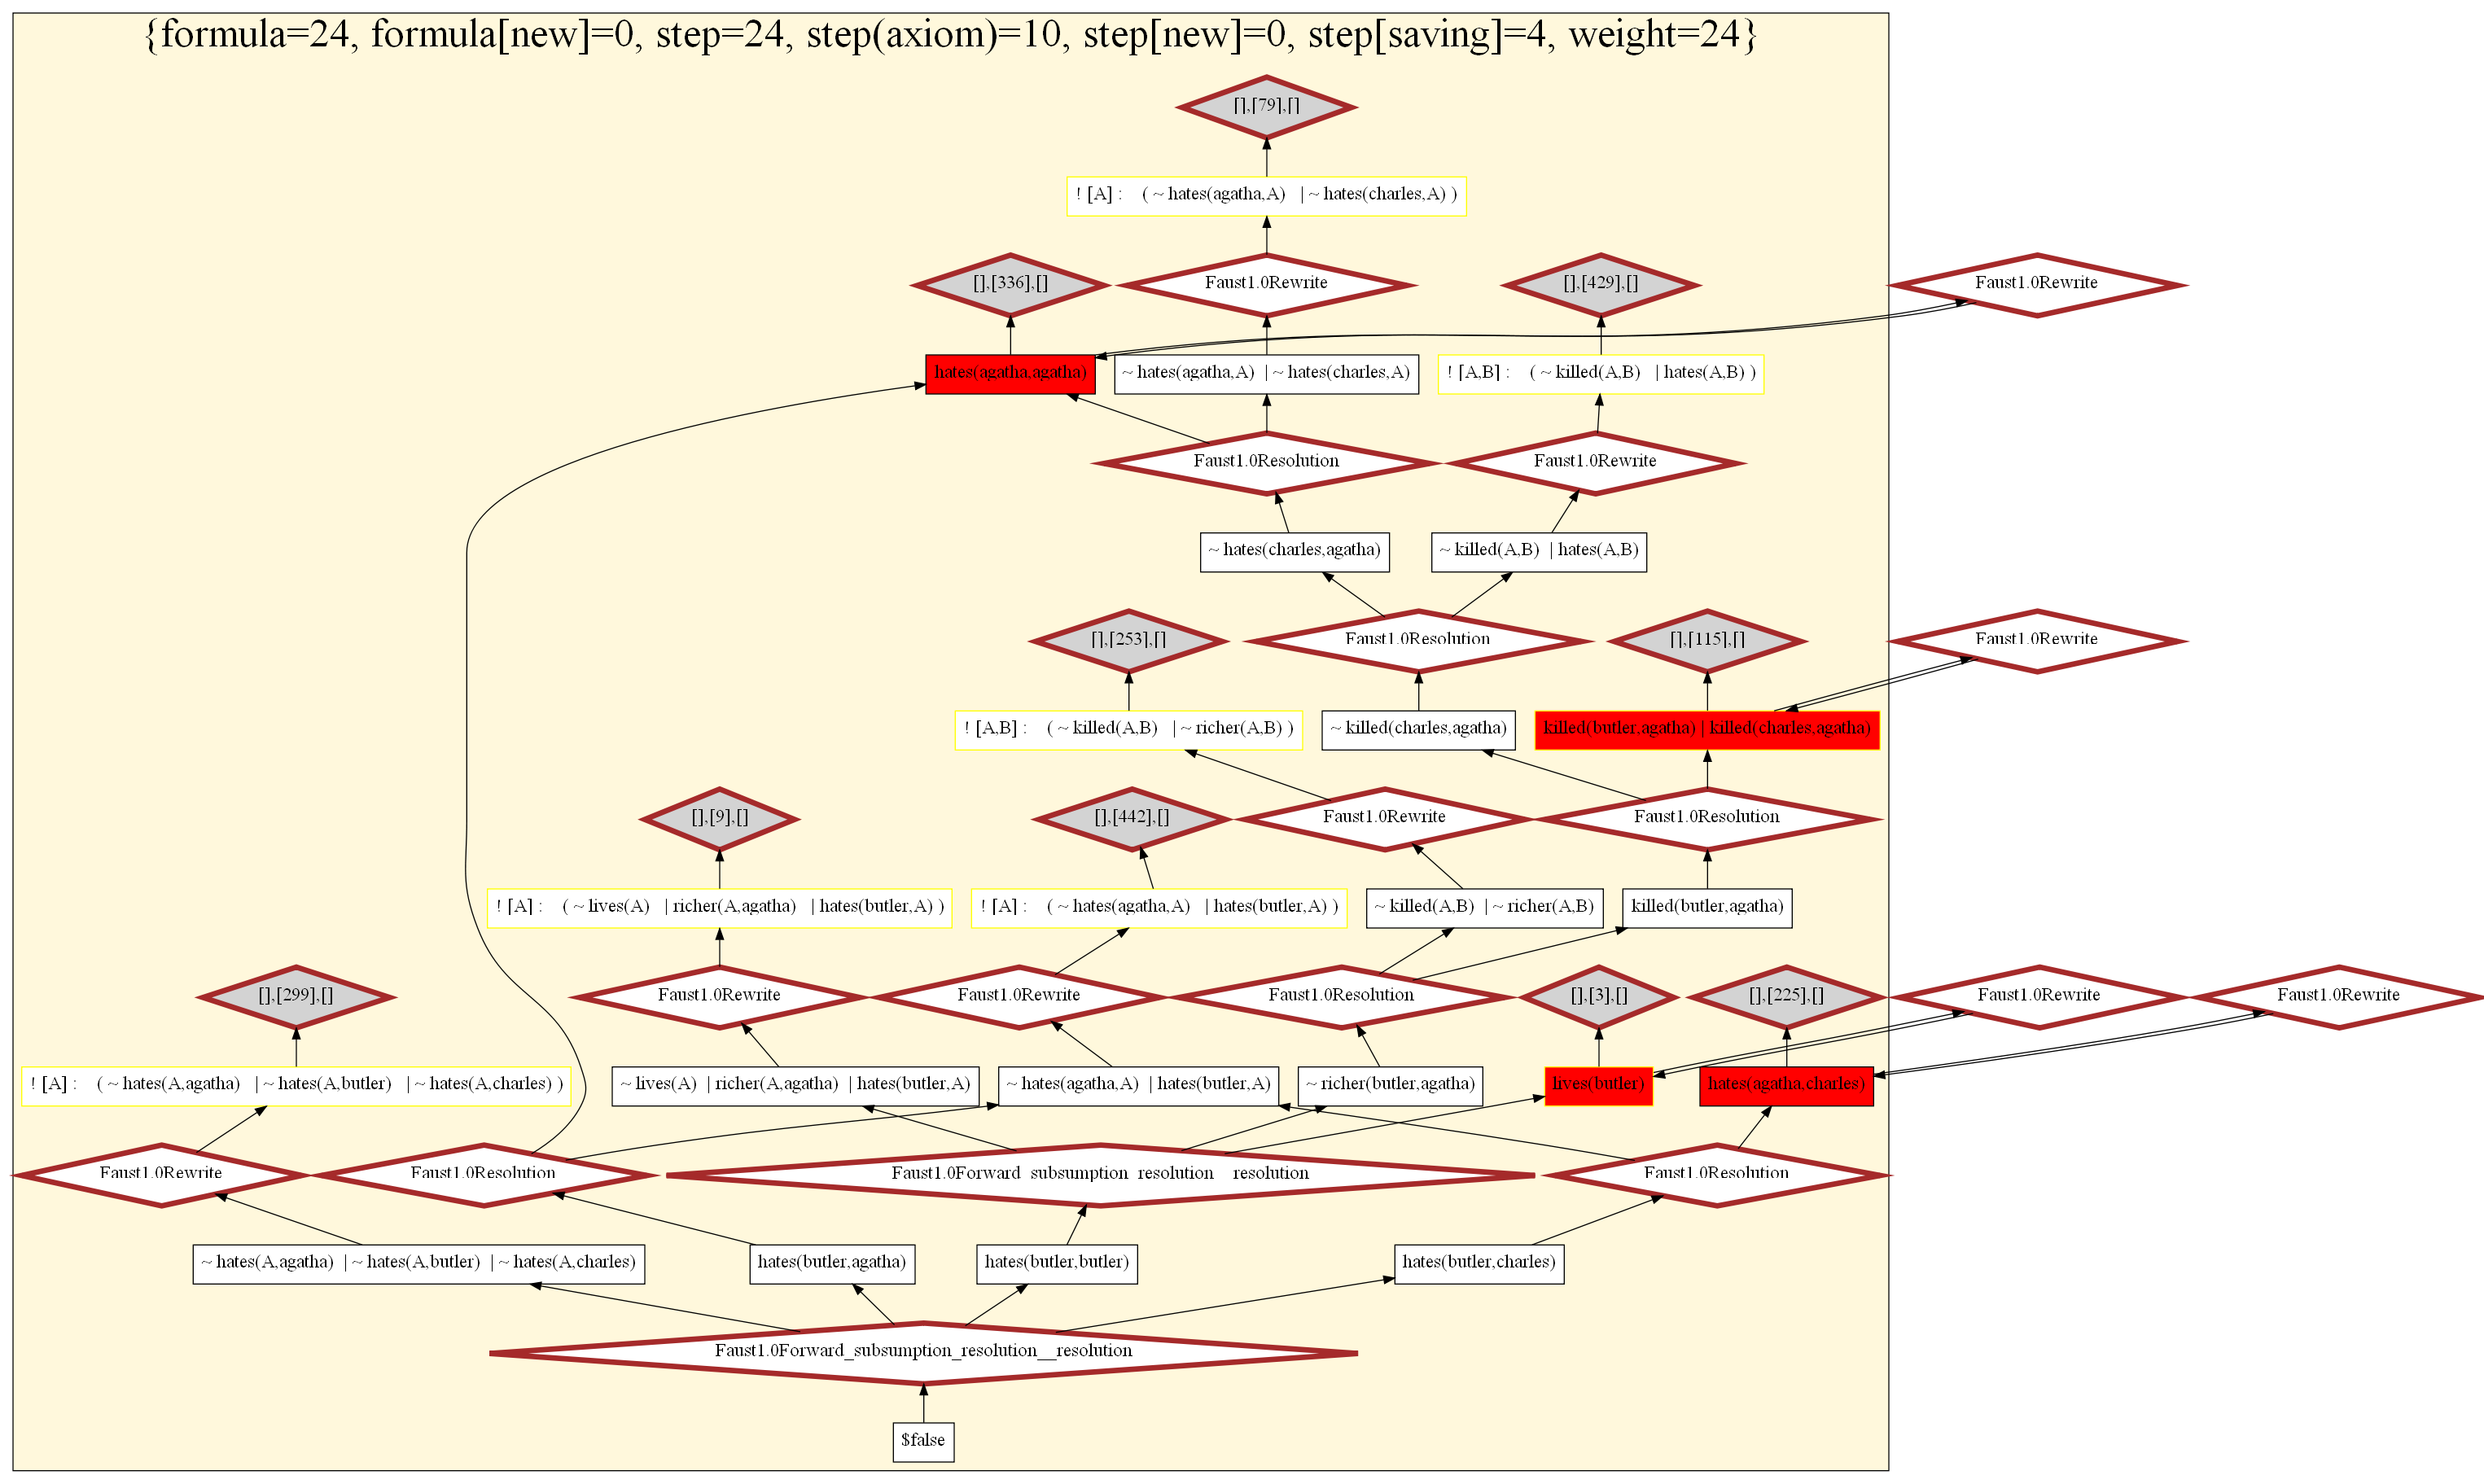 {formula=24, formula[new]=0, step=24, step(axiom)=10, step[new]=0, step[saving]=4, weight=24}
[],[79],[]
! [A] : ( ~ hates(agatha,A) | ~ hates(charles,A) )
[],[336],[]
Faust1.0Rewrite
[],[429],[]
Faust1.0Rewrite
hates(agatha,agatha)
~ hates(agatha,A) | ~ hates(charles,A)
! [A,B] : ( ~ killed(A,B) | hates(A,B) )
Faust1.0Resolution
Faust1.0Rewrite
~ hates(charles,agatha)
~ killed(A,B) | hates(A,B)
[],[253],[]
Faust1.0Resolution
[],[115],[]
Faust1.0Rewrite
! [A,B] : ( ~ killed(A,B) | ~ richer(A,B) )
~ killed(charles,agatha)
killed(butler,agatha) | killed(charles,agatha)
[],[9],[]
[],[442],[]
Faust1.0Rewrite
Faust1.0Resolution
! [A] : ( ~ lives(A) | richer(A,agatha) | hates(butler,A) )
! [A] : ( ~ hates(agatha,A) | hates(butler,A) )
~ killed(A,B) | ~ richer(A,B)
killed(butler,agatha)
[],[299],[]
Faust1.0Rewrite
Faust1.0Rewrite
Faust1.0Resolution
[],[3],[]
[],[225],[]
Faust1.0Rewrite
Faust1.0Rewrite
! [A] : ( ~ hates(A,agatha) | ~ hates(A,butler) | ~ hates(A,charles) )
~ lives(A) | richer(A,agatha) | hates(butler,A)
~ hates(agatha,A) | hates(butler,A)
~ richer(butler,agatha)
lives(butler)
hates(agatha,charles)
Faust1.0Rewrite
Faust1.0Resolution
Faust1.0Forward_subsumption_resolution__resolution
Faust1.0Resolution
~ hates(A,agatha) | ~ hates(A,butler) | ~ hates(A,charles)
hates(butler,agatha)
hates(butler,butler)
hates(butler,charles)
Faust1.0Forward_subsumption_resolution__resolution
$false